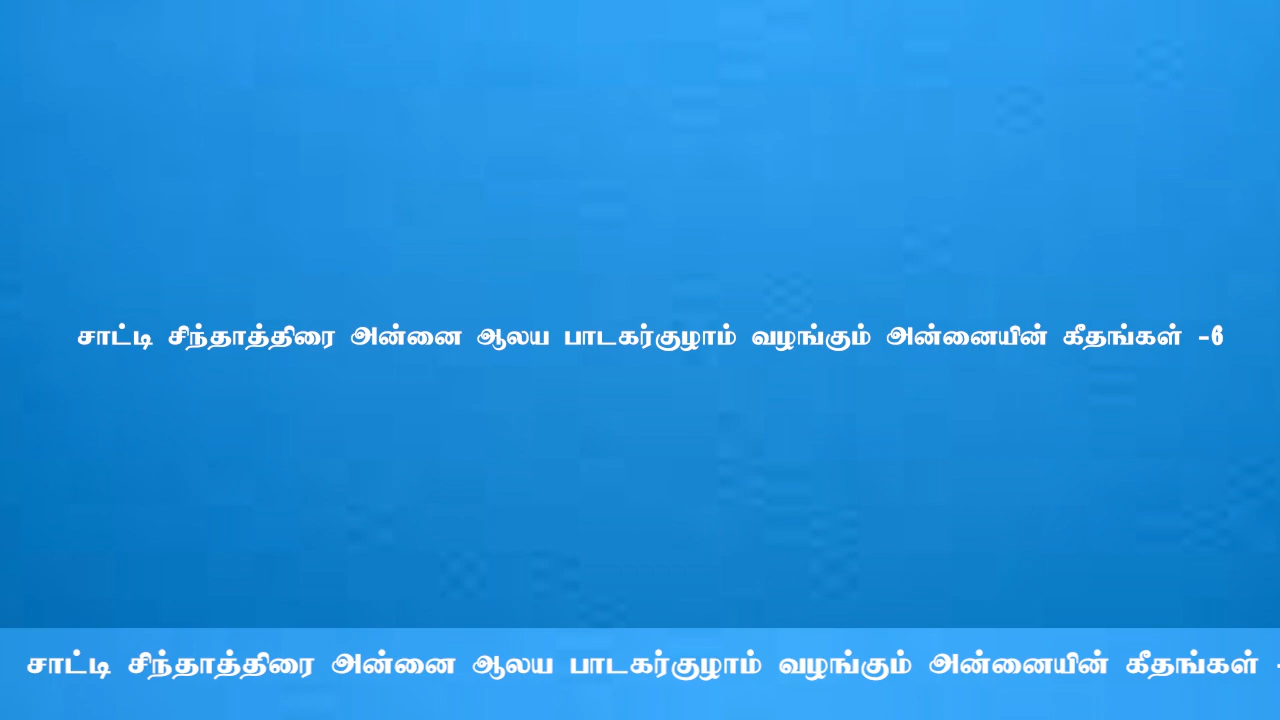 சாட்டி சிந்தாத்திரை அன்னை ஆலய பாடகர்குழாம் வழங்கும் அன்னையின் கீதங்கள் -6
சாட்டி சிந்தாத்திரை அன்னை ஆலய பாடகர்குழாம் வழங்கும் அன்னையின் கீதங்கள் -